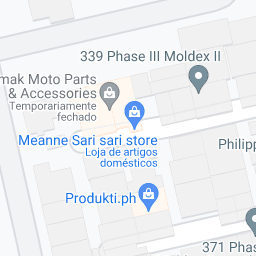 339 Phase III Moldex II
mak Moto Parts
& Accessories
Temporariamente
fechado
Meanne Sari sari store
Loja de artigos
domésticos
Philipp
Produkti.ph
371 Phas